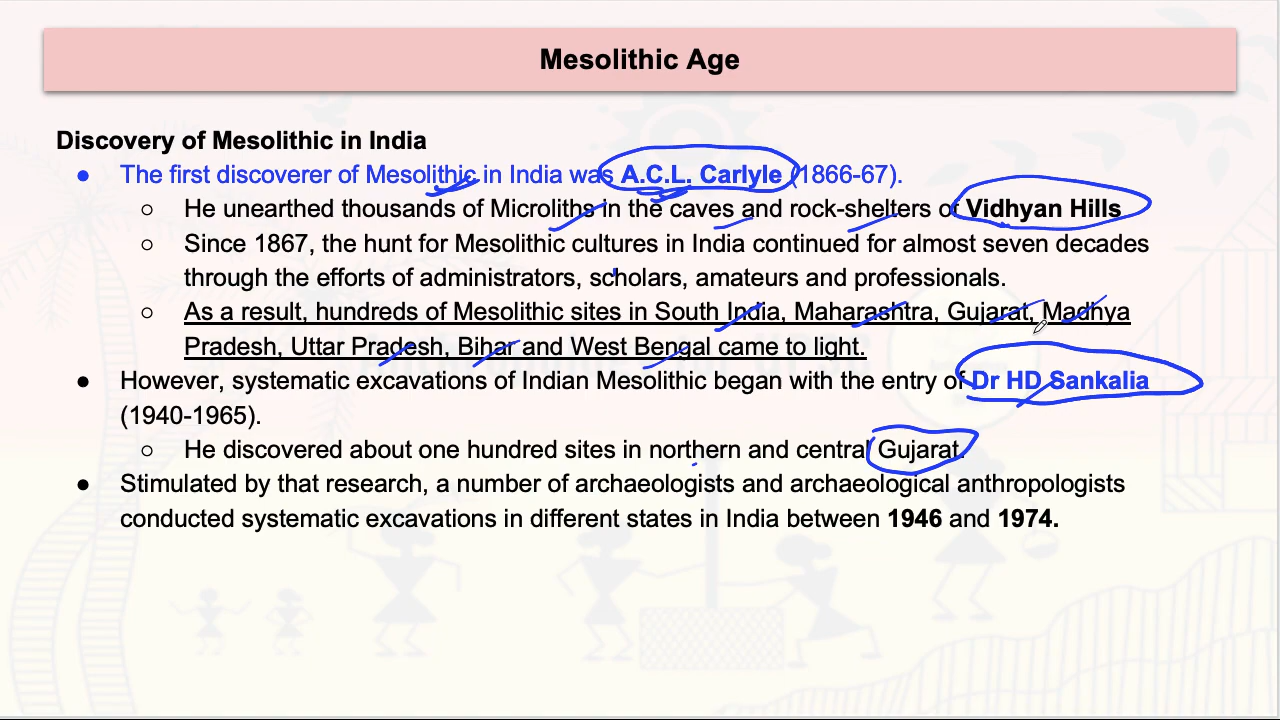 Mesolithic Age
Discovery of Mesolithic in India
● The first discoverer of Mesolithic in India was A.C.L. Carlyle (1866-67).
○ He unearthed thousands of Microliths in the caves and rock-shelters of Vidhyan Hills
○ Since 1867, the hunt for Mesolithic cultures in India continued for almost seven decades
through the efforts of administrators, scholars, amateurs and professionals.
○ As a result, hundreds of Mesolithic sites in South India, Maharashtra, Gujarat, Madhya
Pradesh, Uttar Pradesh, Bihar and West Bengal came to light.
● However, systematic excavations of Indian Mesolithic began with the entry of Dr HD Sankalia
(1940-1965).
○ He discovered about one hundred sites in northern and central Gujarat.
● Stimulated by that research, a number of archaeologists and archaeological anthropologists
conducted systematic excavations in different states in India between 1946 and 1974.